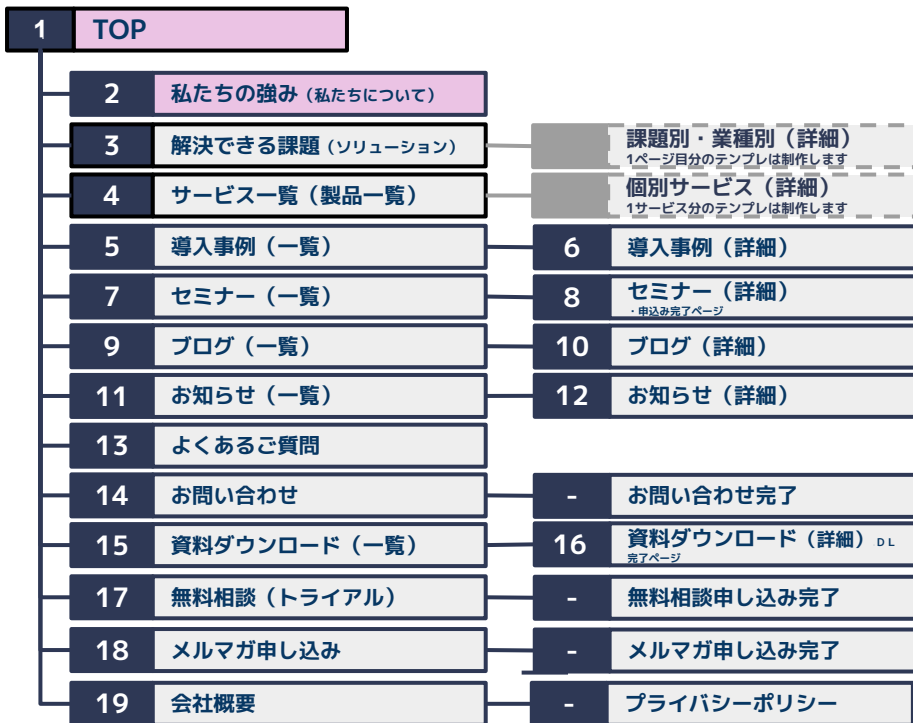 1 TOP
2 私たちの強み（私たちについて）
3 解決できる課題（ソリューション） 課題別・業種別（詳細）
1ページ目分のテンプレは制作します
4 サービス一覧（製品一覧） 個別サービス（詳細）
1サービス分のテンプレは制作します
5 導入事例（一覧） 6 導入事例（詳細）
7 セミナー（一覧） 8 セミナー（詳細）
・申込み完了ページ
9 ブログ（一覧） 10 ブログ（詳細）
11 お知らせ（一覧） 12 お知らせ（詳細）
13 よくあるご質問
14 お問い合わせ - お問い合わせ完了
15 資料ダウンロード（一覧） 16 資料ダウンロード（詳細） DL
完了ページ
17 無料相談（トライアル） - 無料相談申し込み完了
18 メルマガ申し込み - メルマガ申し込み完了
19 会社概要 - プライバシーポリシー